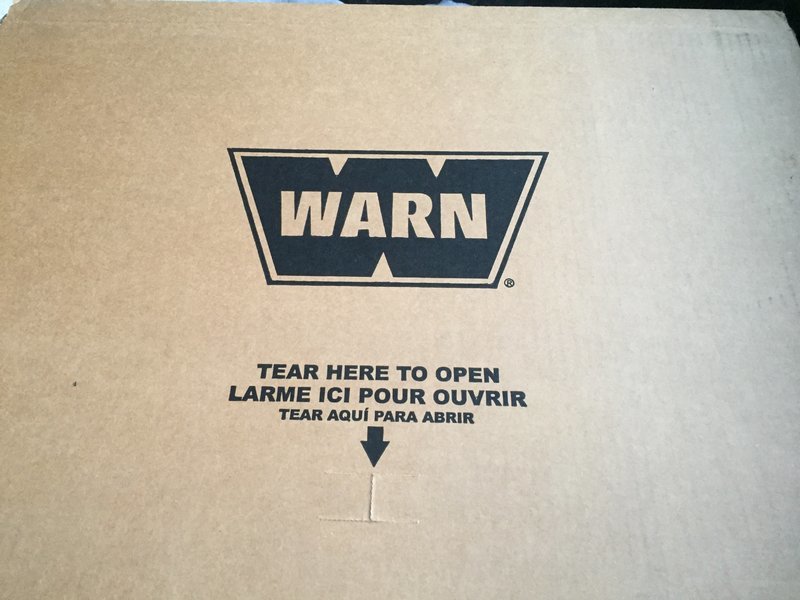 WARN
®
TEAR HERE TO OPEN
LARME ICI POUR OUVRIR
TEAR AQUÍ PARA ABRIR